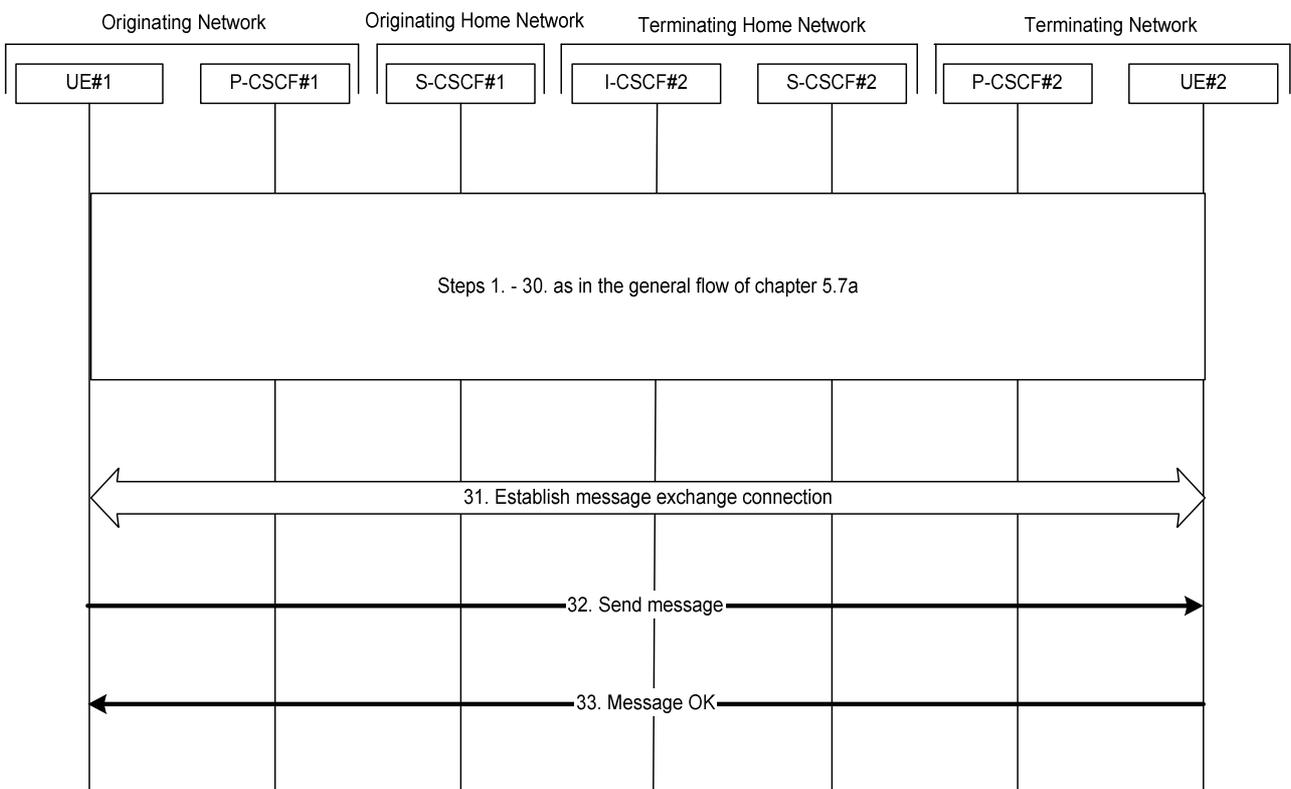 Originating Network
Originating Home Network
Terminating Home Network
Terminating Network
UE#1
P-CSCF#1
S-CSCF#1
I-CSCF#2
S-CSCF#2
P-CSCF#2
UE#2
Steps 1. - 30. as in the general flow of chapter 5.7a
31. Establish message exchange connection
32. Send message
33. Message OK